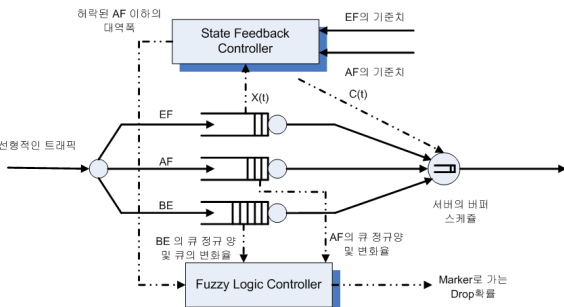 허락된 AF 이하의
대역폭
State Feedback
Controller
EF의 기준치
AF의 기준치
X(t)
C(t)
EF
선형적인 트래픽
AF
BE
서버의 버퍼
스케쥴
BE 의 큐 정규 양
및 큐의 변화율
AF의 큐 정규양
및 변화율
Fuzzy Logic Controller
Marker로 가는
Drop확률